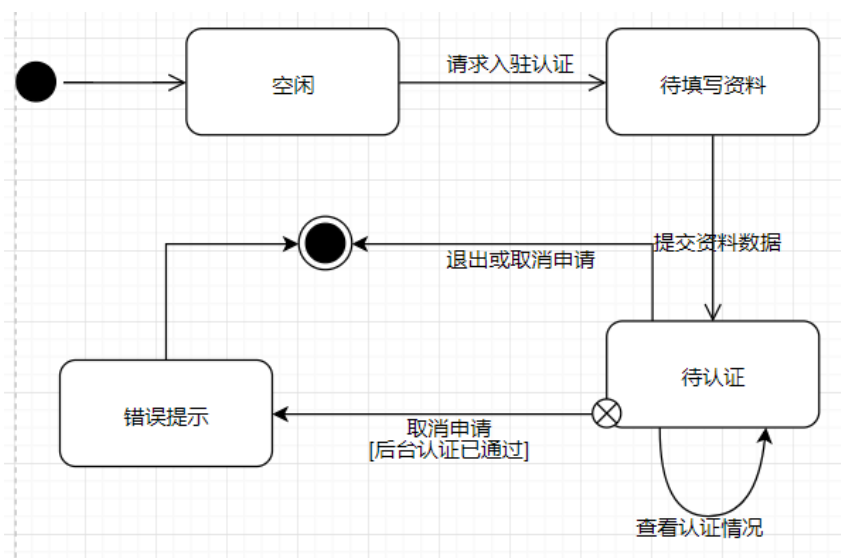 空闲
请求入驻认证
待填写资料
提交资料数据
退出或取消申请
待认证
错误提示
取消申请
[后台认证已通过]
查看认证情况